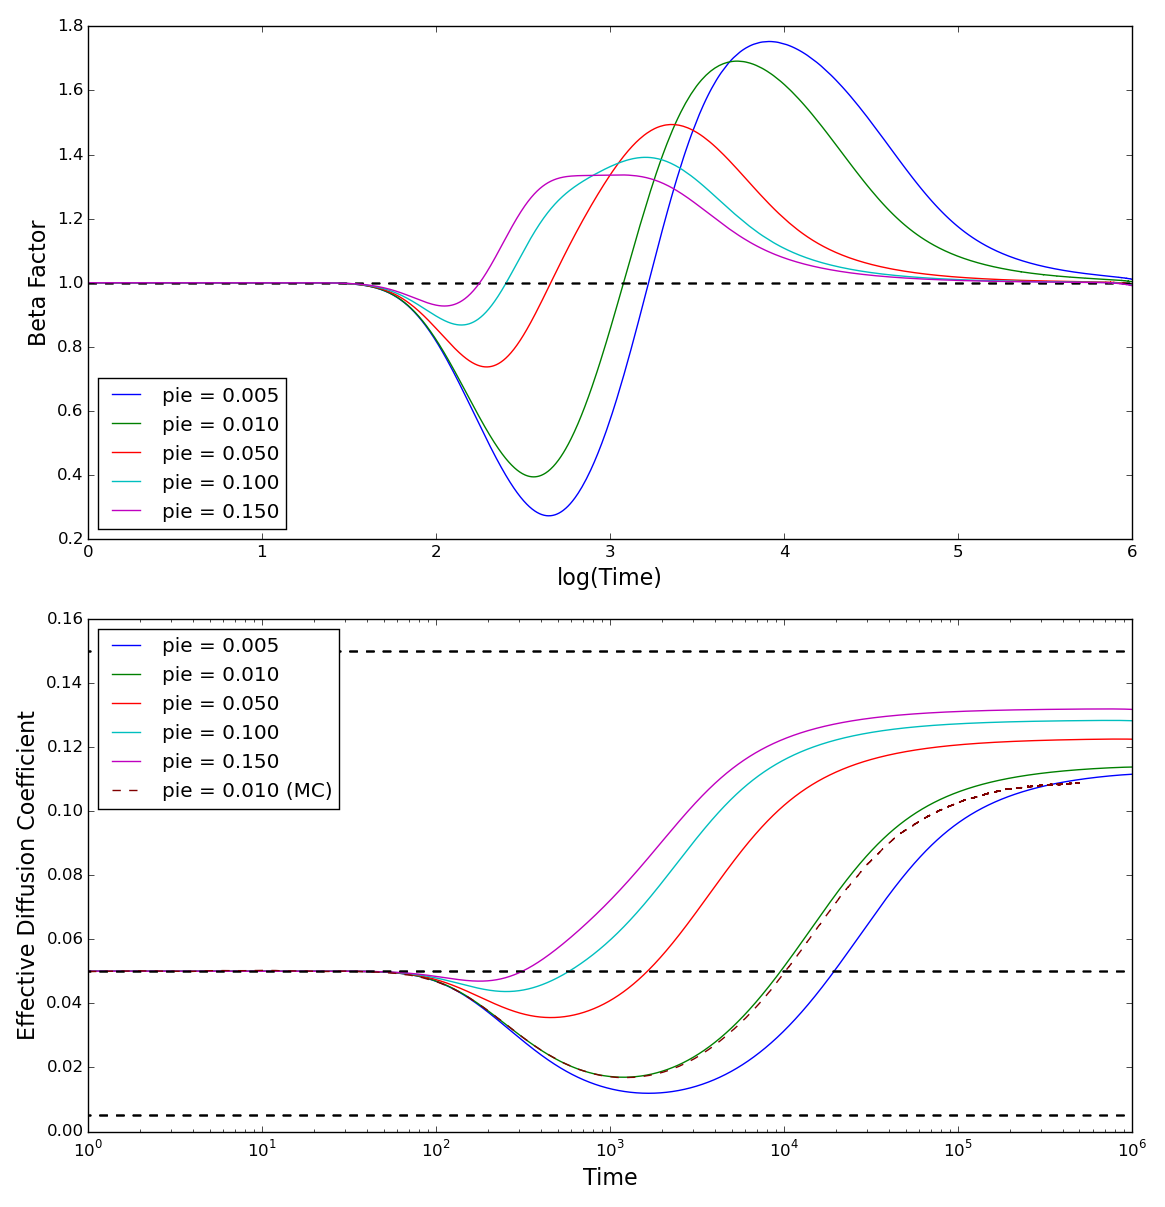 1.8
1.6
1.4
1.2
1.0
0.8
0.6
0.4
0.2
Beta Factor
pie = 0.005
pie = 0.010
pie = 0.050
pie = 0.100
pie = 0.150
0 1 2 3 4 5 6
log(Time)
0.16
0.14
0.12
0.10
0.08
0.06
0.04
0.02
0.00
Effective Diffusion Coefficient
pie = 0.005
pie = 0.010
pie = 0.050
pie = 0.100
pie = 0.150
pie = 0.010 (MC)
10^0 10^1 10^2 10^3 10^4 10^5 10^6
Time